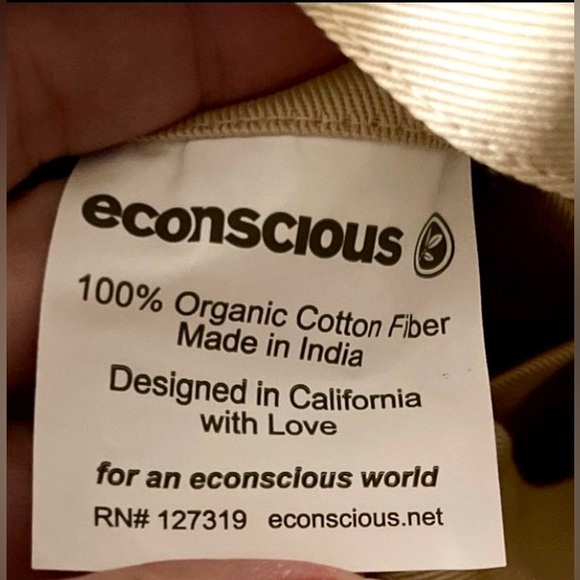 econscious
100% Organic Cotton Fiber
Made in India
Designed in California
with Love
for an econscious world
RN# 127319 econscious.net